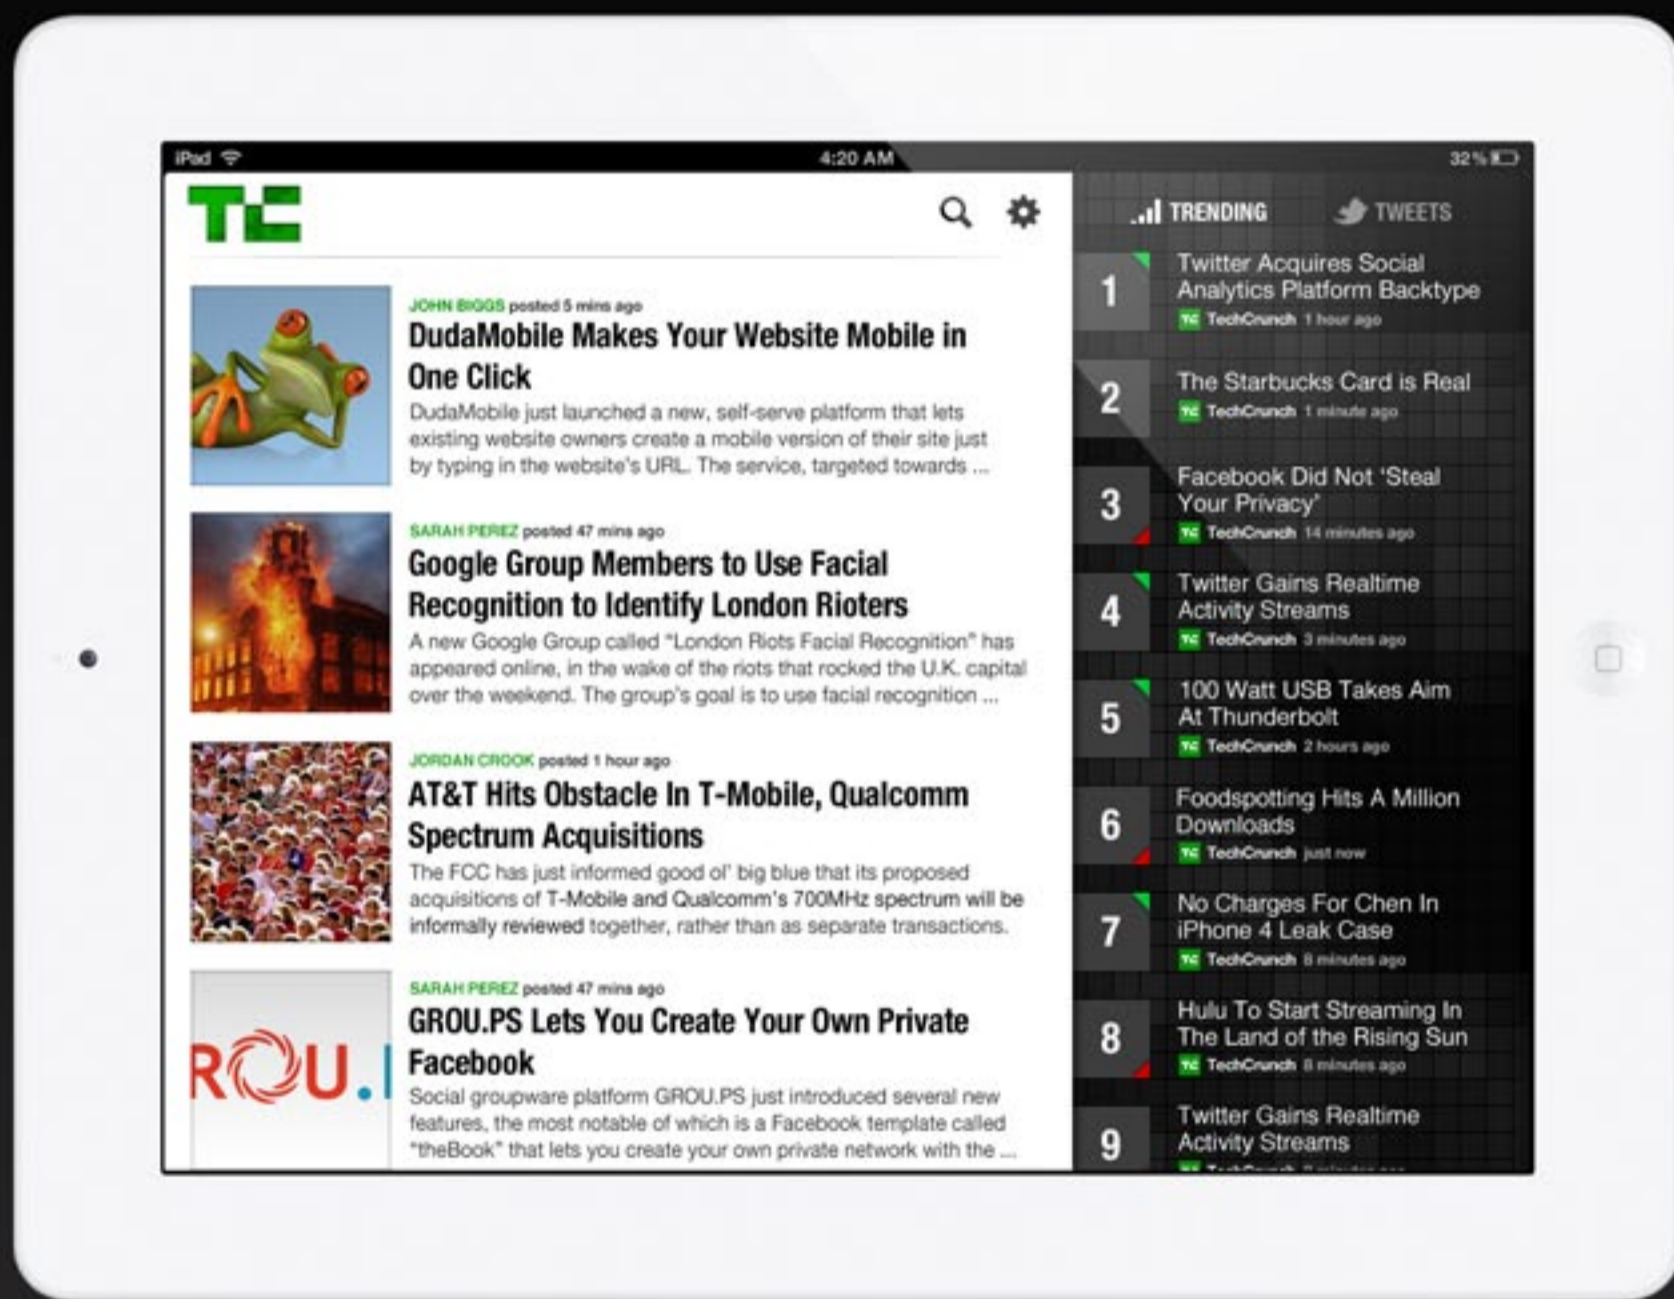 iPad
4:20 AM
32%
TC
JOHN BIGGS posted 5 mins ago
DudaMobile Makes Your Website Mobile in
One Click
DudaMobile just launched a new, self-serve platform that lets
existing website owners create a mobile version of their site just
by typing in the website's URL. The service, targeted towards ...
SARAH PEREZ posted 47 mins ago
Google Group Members to Use Facial
Recognition to Identify London Rioters
A new Google Group called "London Riots Facial Recognition" has
appeared online, in the wake of the riots that rocked the U.K. capital
over the weekend. The group's goal is to use facial recognition ...
JORDAN CROOK posted 1 hour ago
AT&T Hits Obstacle In T-Mobile, Qualcomm
Spectrum Acquisitions
The FCC has just informed good ol' big blue that its proposed
acquisitions of T-Mobile and Qualcomm's 700MHz spectrum will be
informally reviewed together, rather than as separate transactions.
ROU.
SARAH PEREZ posted 47 mins ago
GROU.PS Lets You Create Your Own Private
Facebook
Social groupware platform GROU.PS just introduced several new
features, the most notable of which is a Facebook template called
"theBook" that lets you create your own private network with the ...
TRENDING
TWEETS
1
Twitter Acquires Social
Analytics Platform Backtype
TC TechCrunch 1 hour ago
2
The Starbucks Card is Real
TC TechCrunch 1 minute ago
3
Facebook Did Not 'Steal
Your Privacy'
TC TechCrunch 14 minutes ago
4
Twitter Gains Realtime
Activity Streams
TC TechCrunch 3 minutes ago
5
100 Watt USB Takes Aim
At Thunderbolt
TC TechCrunch 2 hours ago
6
Foodspotting Hits A Million
Downloads
TC TechCrunch just now
7
No Charges For Chen In
iPhone 4 Leak Case
TC TechCrunch 8 minutes ago
8
Hulu To Start Streaming In
The Land of the Rising Sun
TC TechCrunch 8 minutes ago
9
Twitter Gains Realtime
Activity Streams